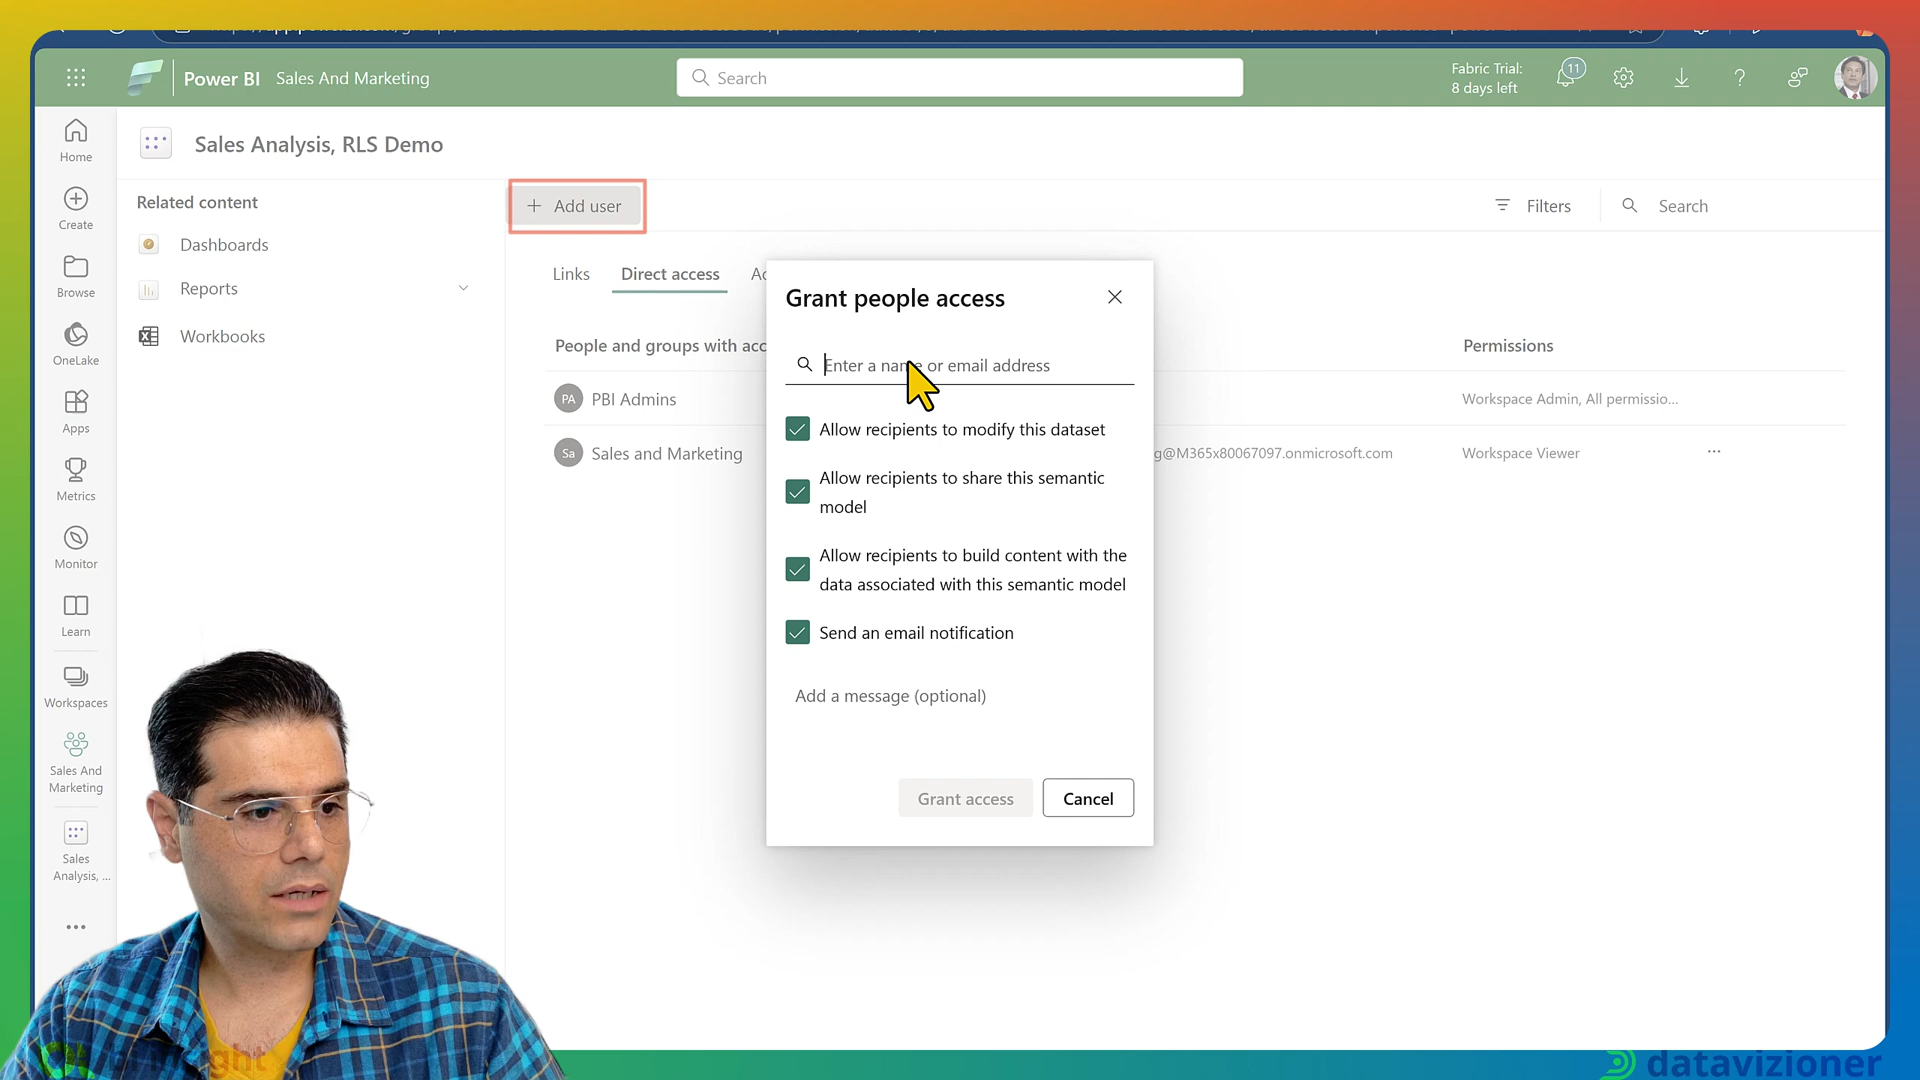 Power BI Sales And Marketing
Search
Fabric Trial:
8 days left
11
Home
Create
Browse
OneLake
Apps
Metrics
Monitor
Learn
Workspaces
Sales And
Marketing
Sales
Analysis, ...
Sales Analysis, RLS Demo
Related content
Dashboards
Reports
Workbooks
Add user
Filters
Search
Links
Direct access
People and groups with acc
Permissions
PA
PBI Admins
Workspace Admin, All permissio...
Sa
Sales and Marketing
g@M365x80067097.onmicrosoft.com
Workspace Viewer
Grant people access
Enter a name or email address
Allow recipients to modify this dataset
Allow recipients to share this semantic
model
Allow recipients to build content with the
data associated with this semantic model
Send an email notification
Add a message (optional)
Grant access
Cancel
datavizioner